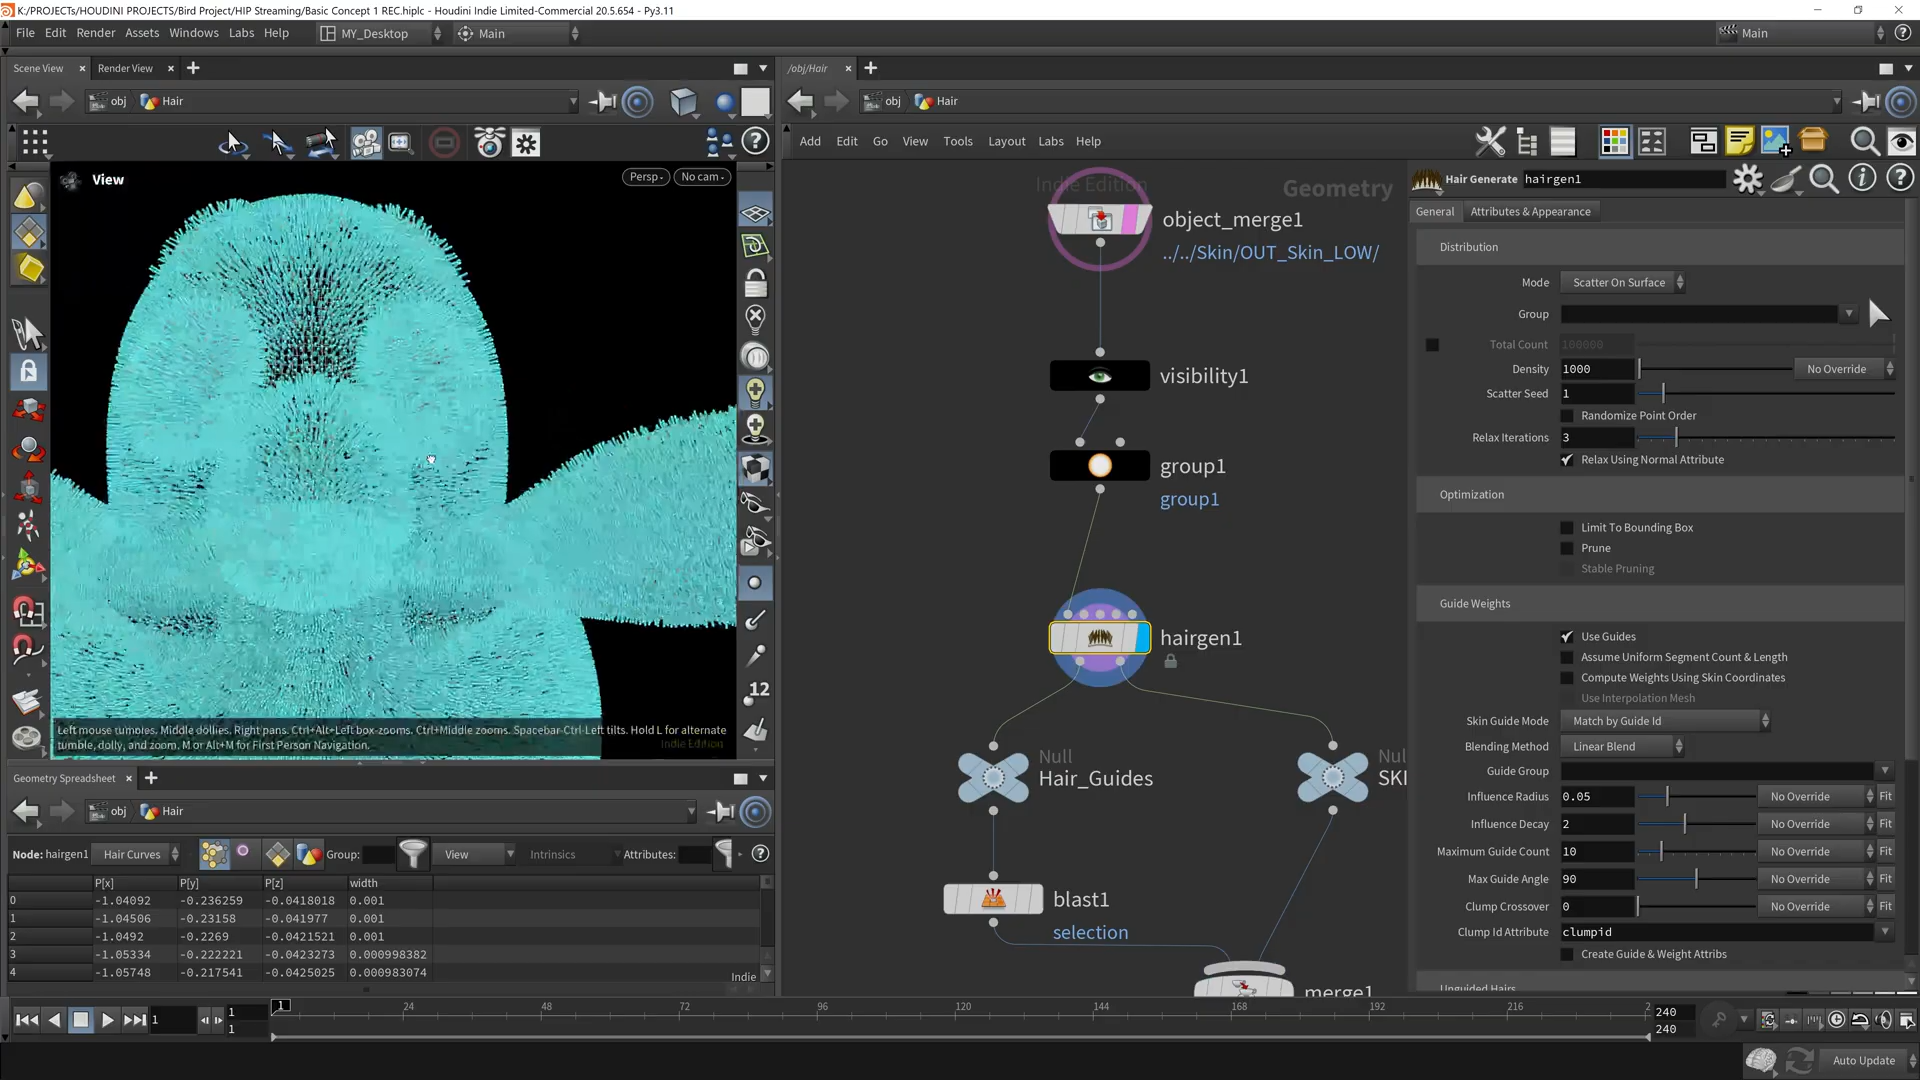 K:/PROJECTs/HOUDINI PROJECTS/Bird Project/HIP Streaming/Basic Concept 1 REC.hiplc - Houdini Indie Limited-Commercial 20.5.654 - Py3.11
File Edit Render Assets Windows Labs Help MY_Desktop Main Main
Scene View Render View /obj/Hair
obj Hair obj Hair
Add Edit Go View Tools Layout Labs Help
View Persp No cam
Indie Edition Geometry
object_merge1
../../Skin/OUT_Skin_LOW/
visibility1
group1
group1
hairgen1
Null
Hair_Guides
Nul
SKI
blast1
selection
merge1
Left mouse tumbles. Middle dollies. Right pans. Ctrl+Alt+Left box-zooms. Ctrl+Middle zooms. Spacebar-Ctrl-Left tilts. Hold L for alternate
tumble, dolly, and zoom. M or Alt+M for First Person Navigation.
Indie Edition
12
Hair Generate hairgen1
General Attributes & Appearance
Distribution
Mode Scatter On Surface
Group
Total Count 100000
Density 1000 No Override
Scatter Seed 1
Randomize Point Order
Relax Iterations 3
Relax Using Normal Attribute
Optimization
Limit To Bounding Box
Prune
Stable Pruning
Guide Weights
Use Guides
Assume Uniform Segment Count & Length
Compute Weights Using Skin Coordinates
Use Interpolation Mesh
Skin Guide Mode Match by Guide Id
Blending Method Linear Blend
Guide Group
Influence Radius 0.05 No Override Fit
Influence Decay 2 No Override Fit
Maximum Guide Count 10 No Override Fit
Max Guide Angle 90 No Override Fit
Clump Crossover 0 No Override Fit
Clump Id Attribute clumpid
Create Guide & Weight Attribs
Unguided Hairs
Geometry Spreadsheet
obj Hair
Node: hairgen1 Hair Curves Group: View Intrinsics Attributes:
P[x] P[y] P[z] width
0 -1.04092 -0.236259 -0.0418018 0.001
1 -1.04506 -0.23158 -0.041977 0.001
2 -1.0492 -0.2269 -0.0421521 0.001
3 -1.05334 -0.222221 -0.0423273 0.000998382
4 -1.05748 -0.217541 -0.0425025 0.000983074
Indie
1 1 1 1 24 48 72 96 120 144 168 192 216 2 240
240
Auto Update